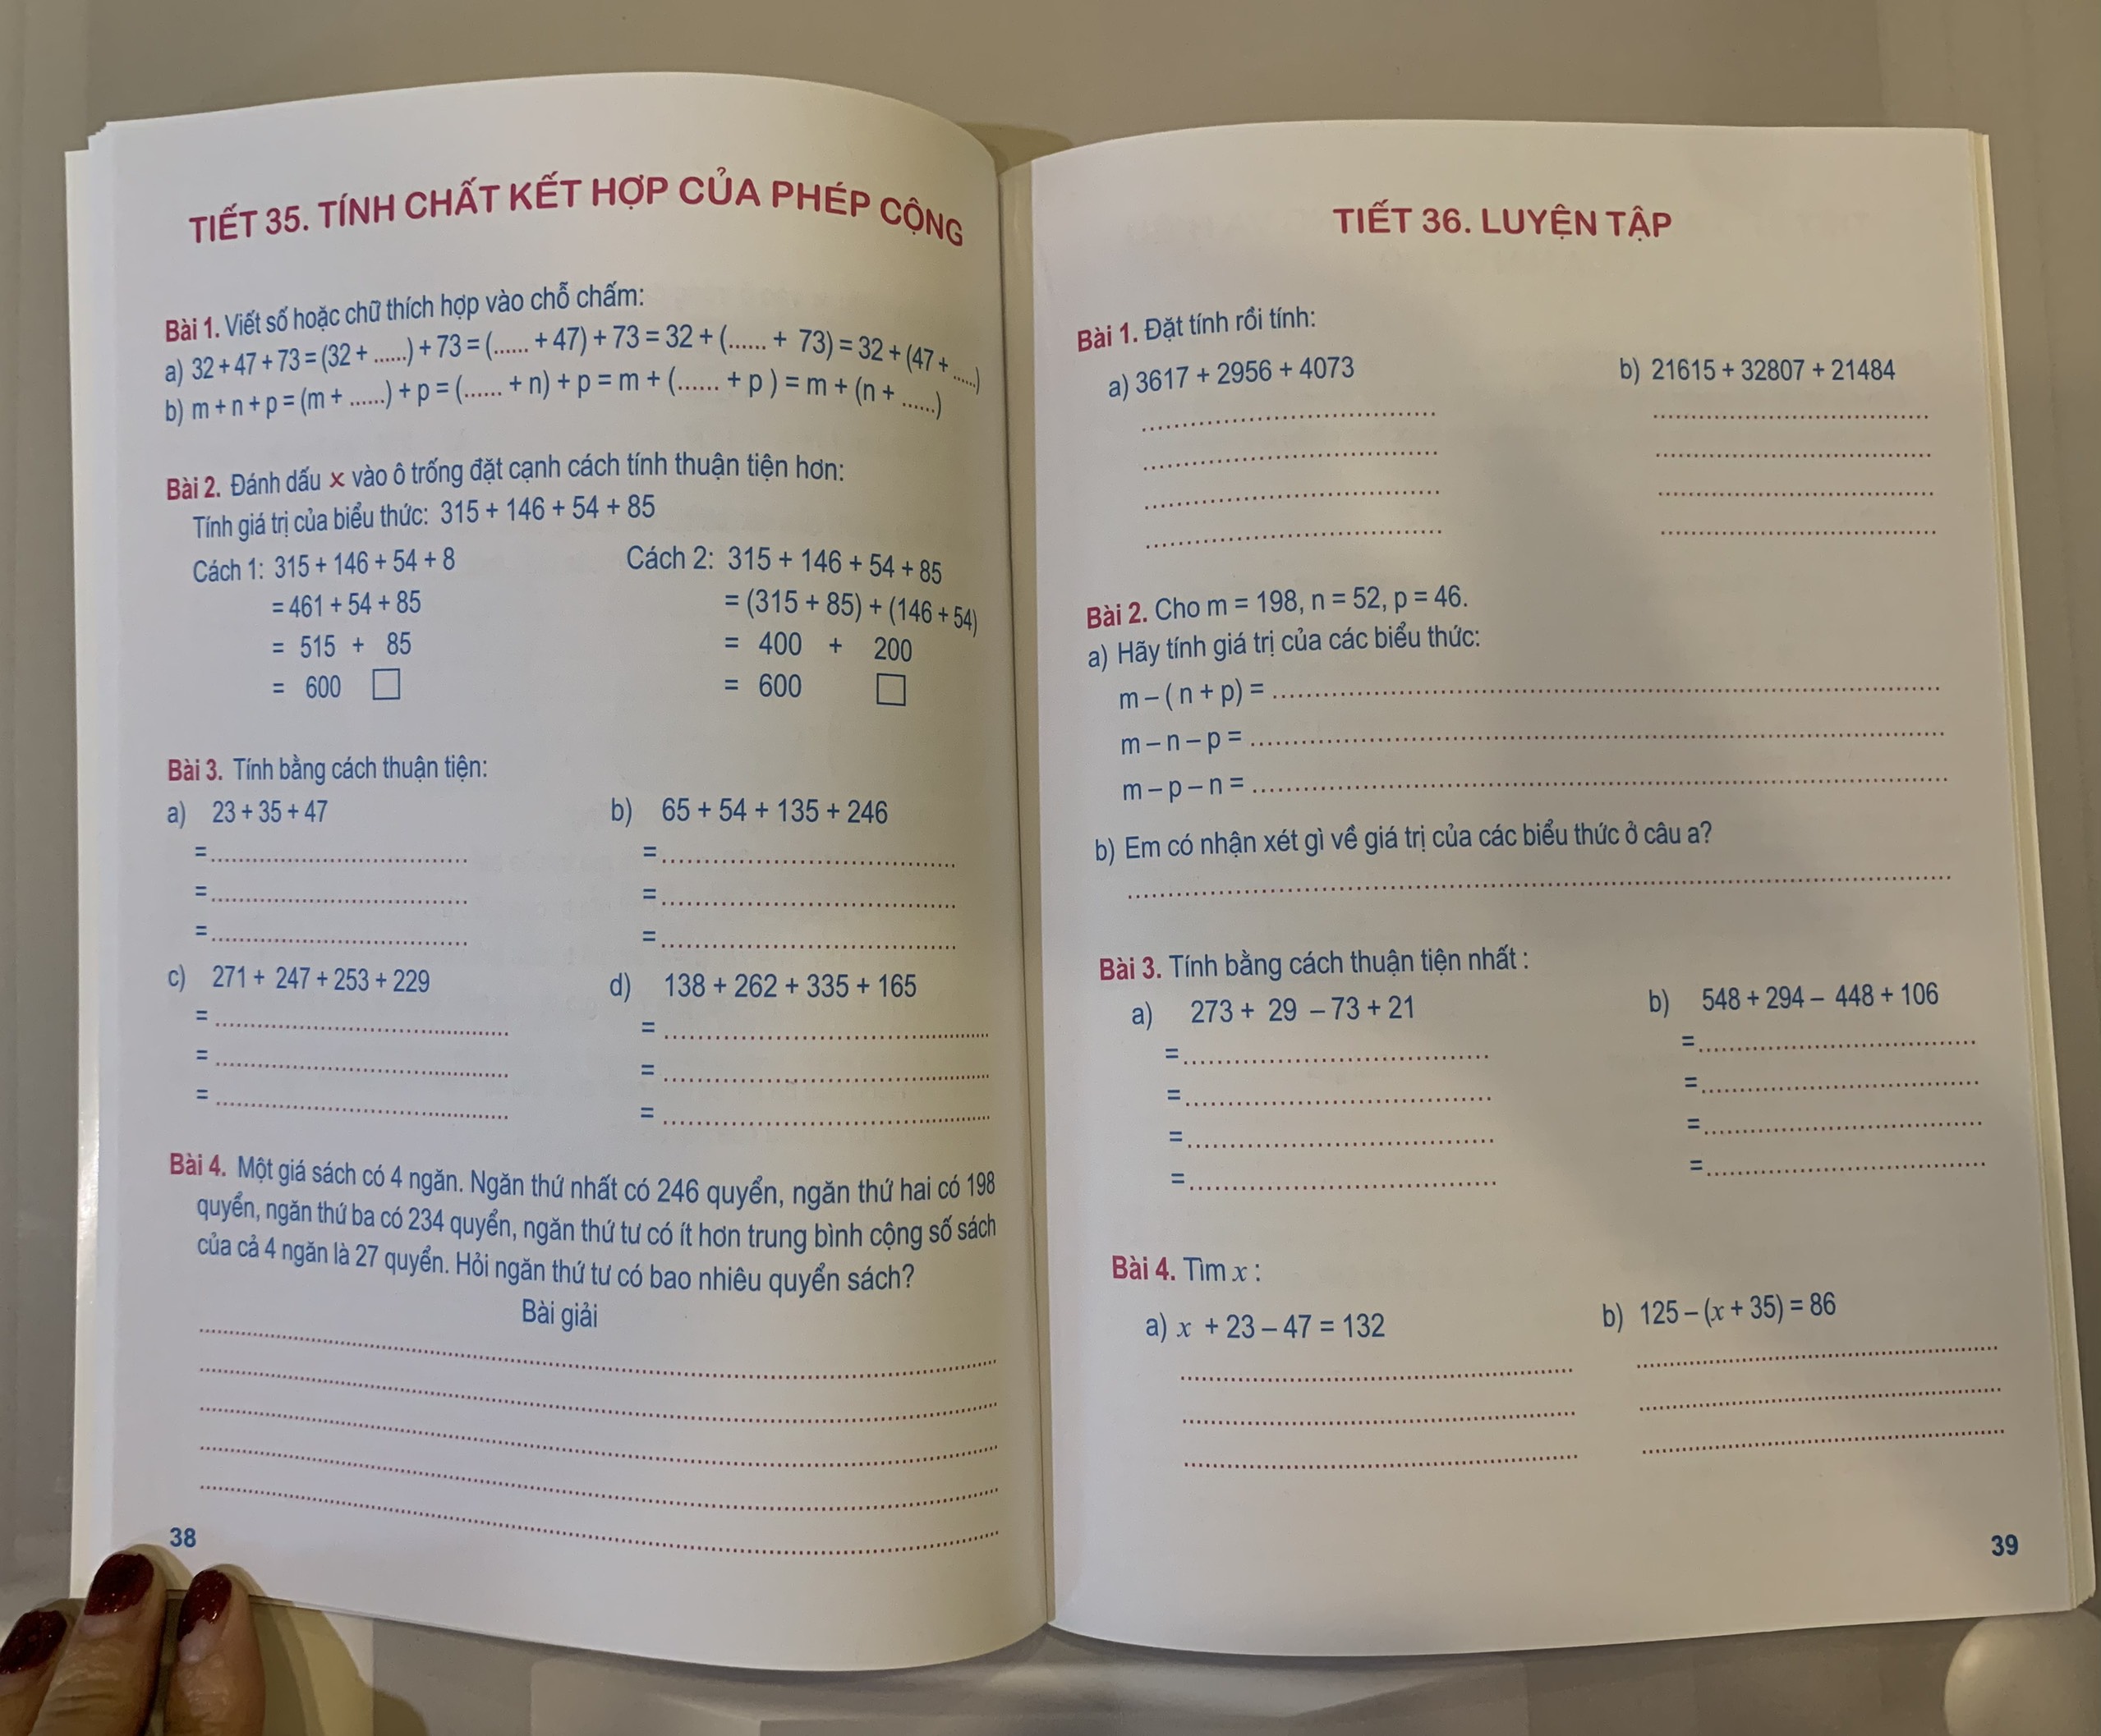 TIẾT 35. TÍNH CHẤT KẾT HỢP CỦA PHÉP CỘNG
Bài 1. Viết số hoặc chữ thích hợp vào chỗ chấm:
a) 32 + 47 + 73 = (32 + ......) + 73 = (...... + 47) + 73 = 32 + (...... + 73) = 32 + (47 + ......)
b) m + n + p = (m + ......) + p = (...... + n) + p = m + (...... + p ) = m + (n + ......)
Bài 2. Đánh dấu x vào ô trống đặt cạnh cách tính thuận tiện hơn:
Tính giá trị của biểu thức: 315 + 146 + 54 + 85
Cách 1: 315 + 146 + 54 + 8
= 461 + 54 + 85
= 515 + 85
= 600 □
Cách 2: 315 + 146 + 54 + 85
= (315 + 85) + (146 + 54)
= 400 + 200
= 600 □
Bài 3. Tính bằng cách thuận tiện:
a) 23 + 35 + 47
=......................................
=......................................
=......................................
b) 65 + 54 + 135 + 246
=......................................
=......................................
=......................................
c) 271 + 247 + 253 + 229
=......................................
=......................................
=......................................
d) 138 + 262 + 335 + 165
=......................................
=......................................
=......................................
Bài 4. Một giá sách có 4 ngăn. Ngăn thứ nhất có 246 quyển, ngăn thứ hai có 198
quyển, ngăn thứ ba có 234 quyển, ngăn thứ tư có ít hơn trung bình cộng số sách
của cả 4 ngăn là 27 quyển. Hỏi ngăn thứ tư có bao nhiêu quyển sách?
Bài giải
38
TIẾT 36. LUYỆN TẬP
Bài 1. Đặt tính rồi tính:
a) 3617 + 2956 + 4073
b) 21615 + 32807 + 21484
Bài 2. Cho m = 198, n = 52, p = 46.
a) Hãy tính giá trị của các biểu thức:
m – ( n + p) = ......................................
m – n – p = ......................................
m – p – n = ......................................
b) Em có nhận xét gì về giá trị của các biểu thức ở câu a?
Bài 3. Tính bằng cách thuận tiện nhất :
a) 273 + 29 – 73 + 21
=......................................
=......................................
=......................................
=......................................
b) 548 + 294 – 448 + 106
=......................................
=......................................
=......................................
=......................................
Bài 4. Tìm x :
a) x + 23 – 47 = 132
b) 125 – (x + 35) = 86
39